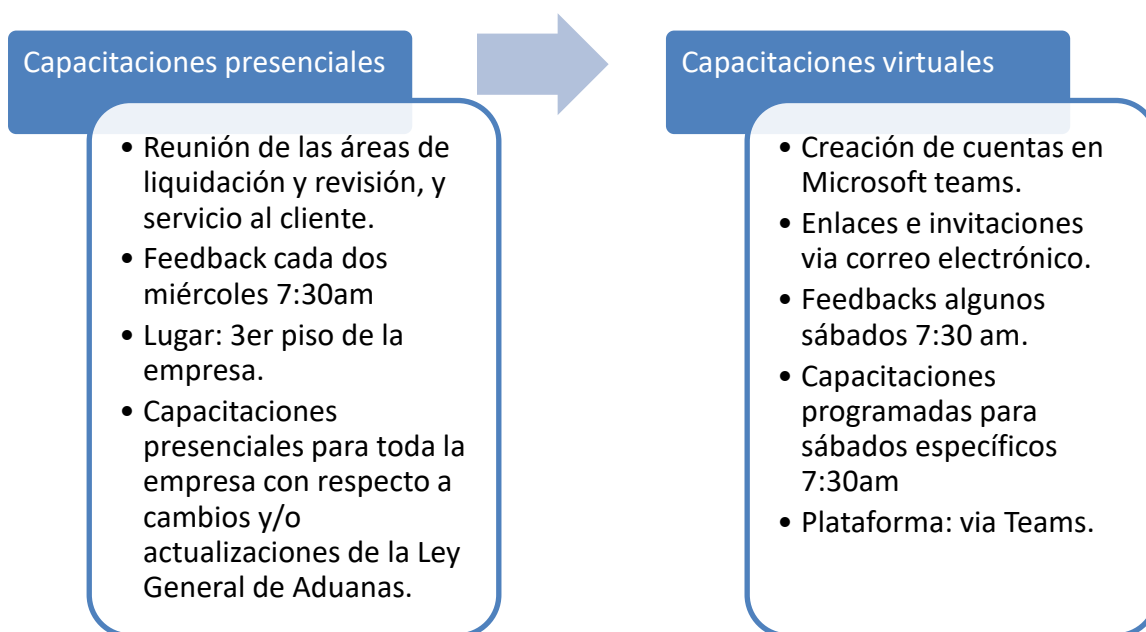 Capacitaciones presenciales
• Reunión de las áreas de
liquidación y revisión, y
servicio al cliente.
• Feedback cada dos
miércoles 7:30am
• Lugar: 3er piso de la
empresa.
• Capacitaciones
presenciales para toda la
empresa con respecto a
cambios y/o
actualizaciones de la Ley
General de Aduanas.
Capacitaciones virtuales
• Creación de cuentas en
Microsoft teams.
• Enlaces e invitaciones
via correo electrónico.
• Feedbacks algunos
sábados 7:30 am.
• Capacitaciones
programadas para
sábados específicos
7:30am
• Plataforma: via Teams.